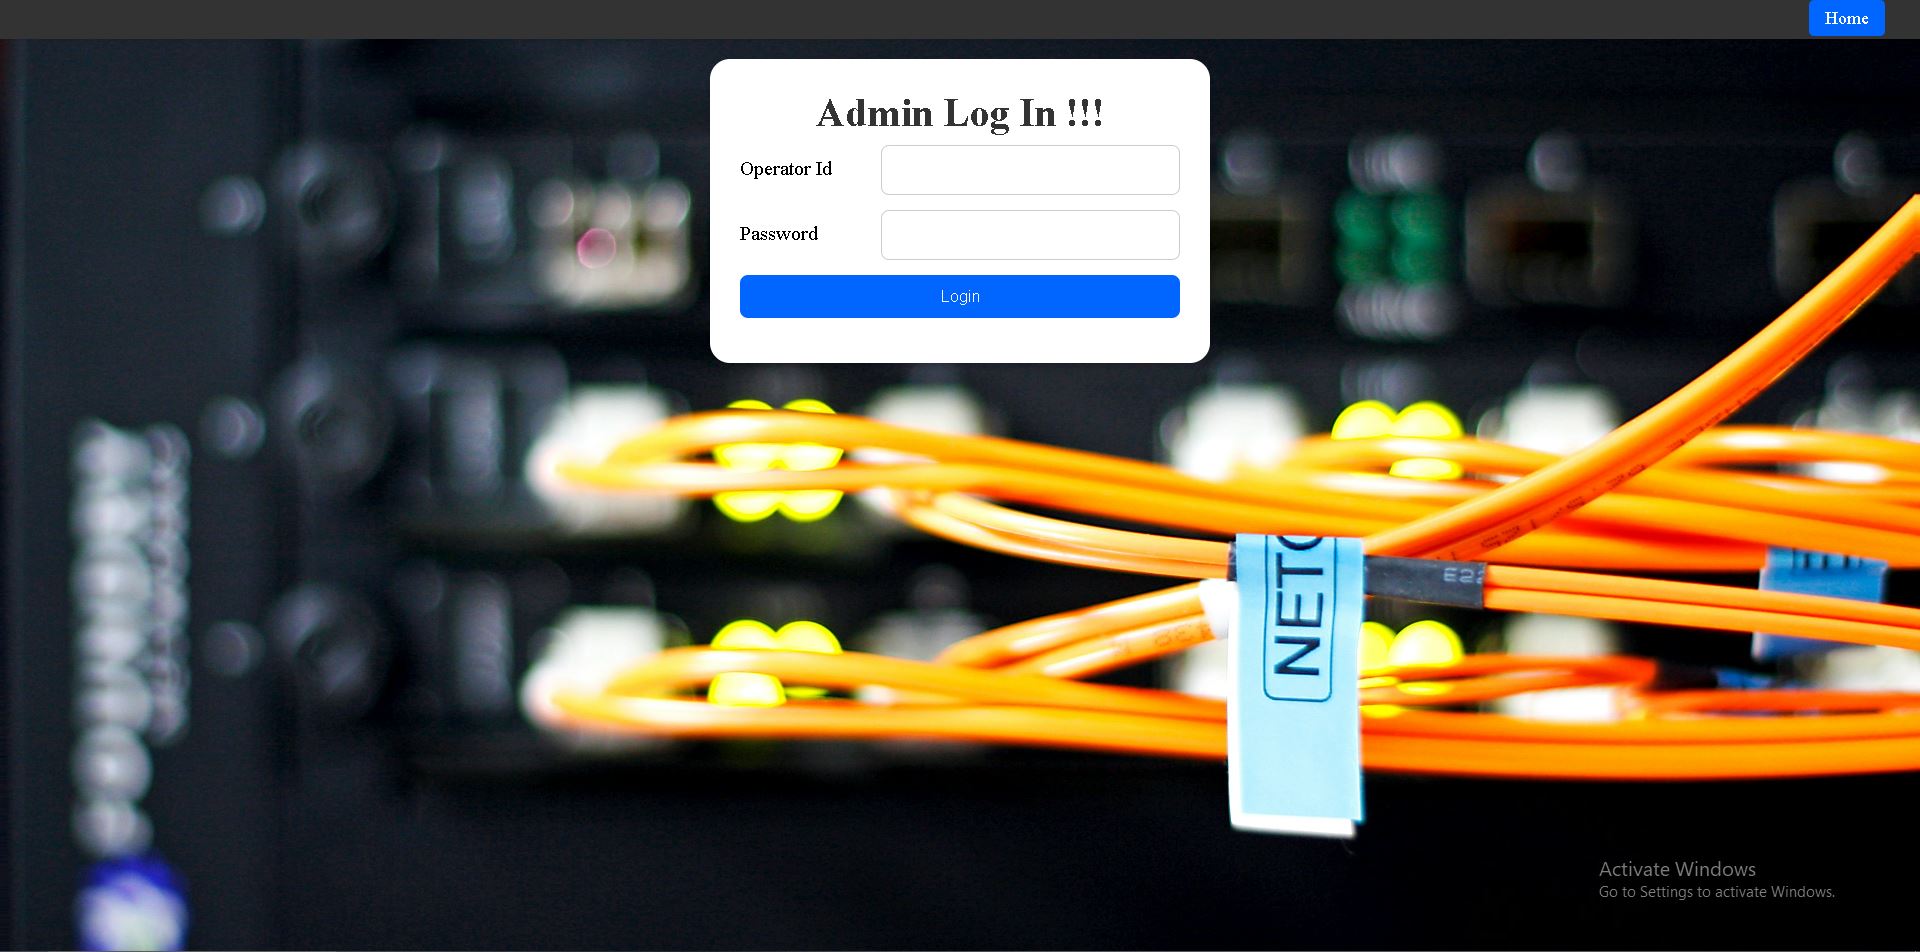 Home
Admin Log In !!!
Operator Id
Password
Login
NETC
E22
Activate Windows
Go to Settings to activate Windows.